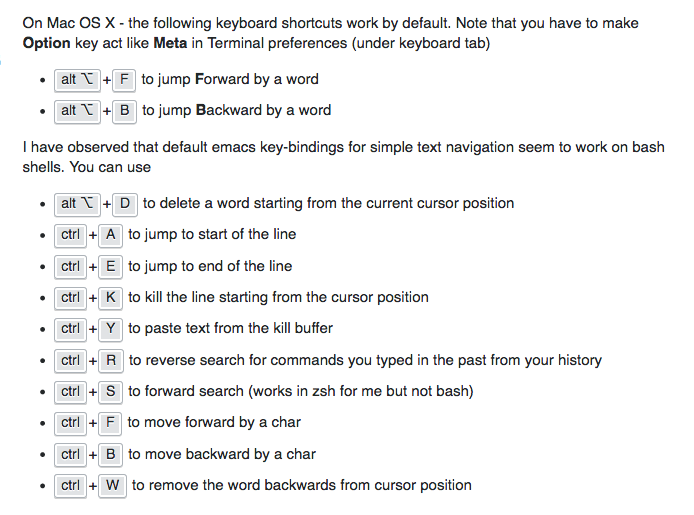 On Mac OS X - the following keyboard shortcuts work by default. Note that you have to make
Option key act like Meta in Terminal preferences (under keyboard tab)
• alt ⌥ + F to jump Forward by a word
• alt ⌥ + B to jump Backward by a word
I have observed that default emacs key-bindings for simple text navigation seem to work on bash
shells. You can use
• alt ⌥ + D to delete a word starting from the current cursor position
• ctrl + A to jump to start of the line
• ctrl + E to jump to end of the line
• ctrl + K to kill the line starting from the cursor position
• ctrl + Y to paste text from the kill buffer
• ctrl + R to reverse search for commands you typed in the past from your history
• ctrl + S to forward search (works in zsh for me but not bash)
• ctrl + F to move forward by a char
• ctrl + B to move backward by a char
• ctrl + W to remove the word backwards from cursor position